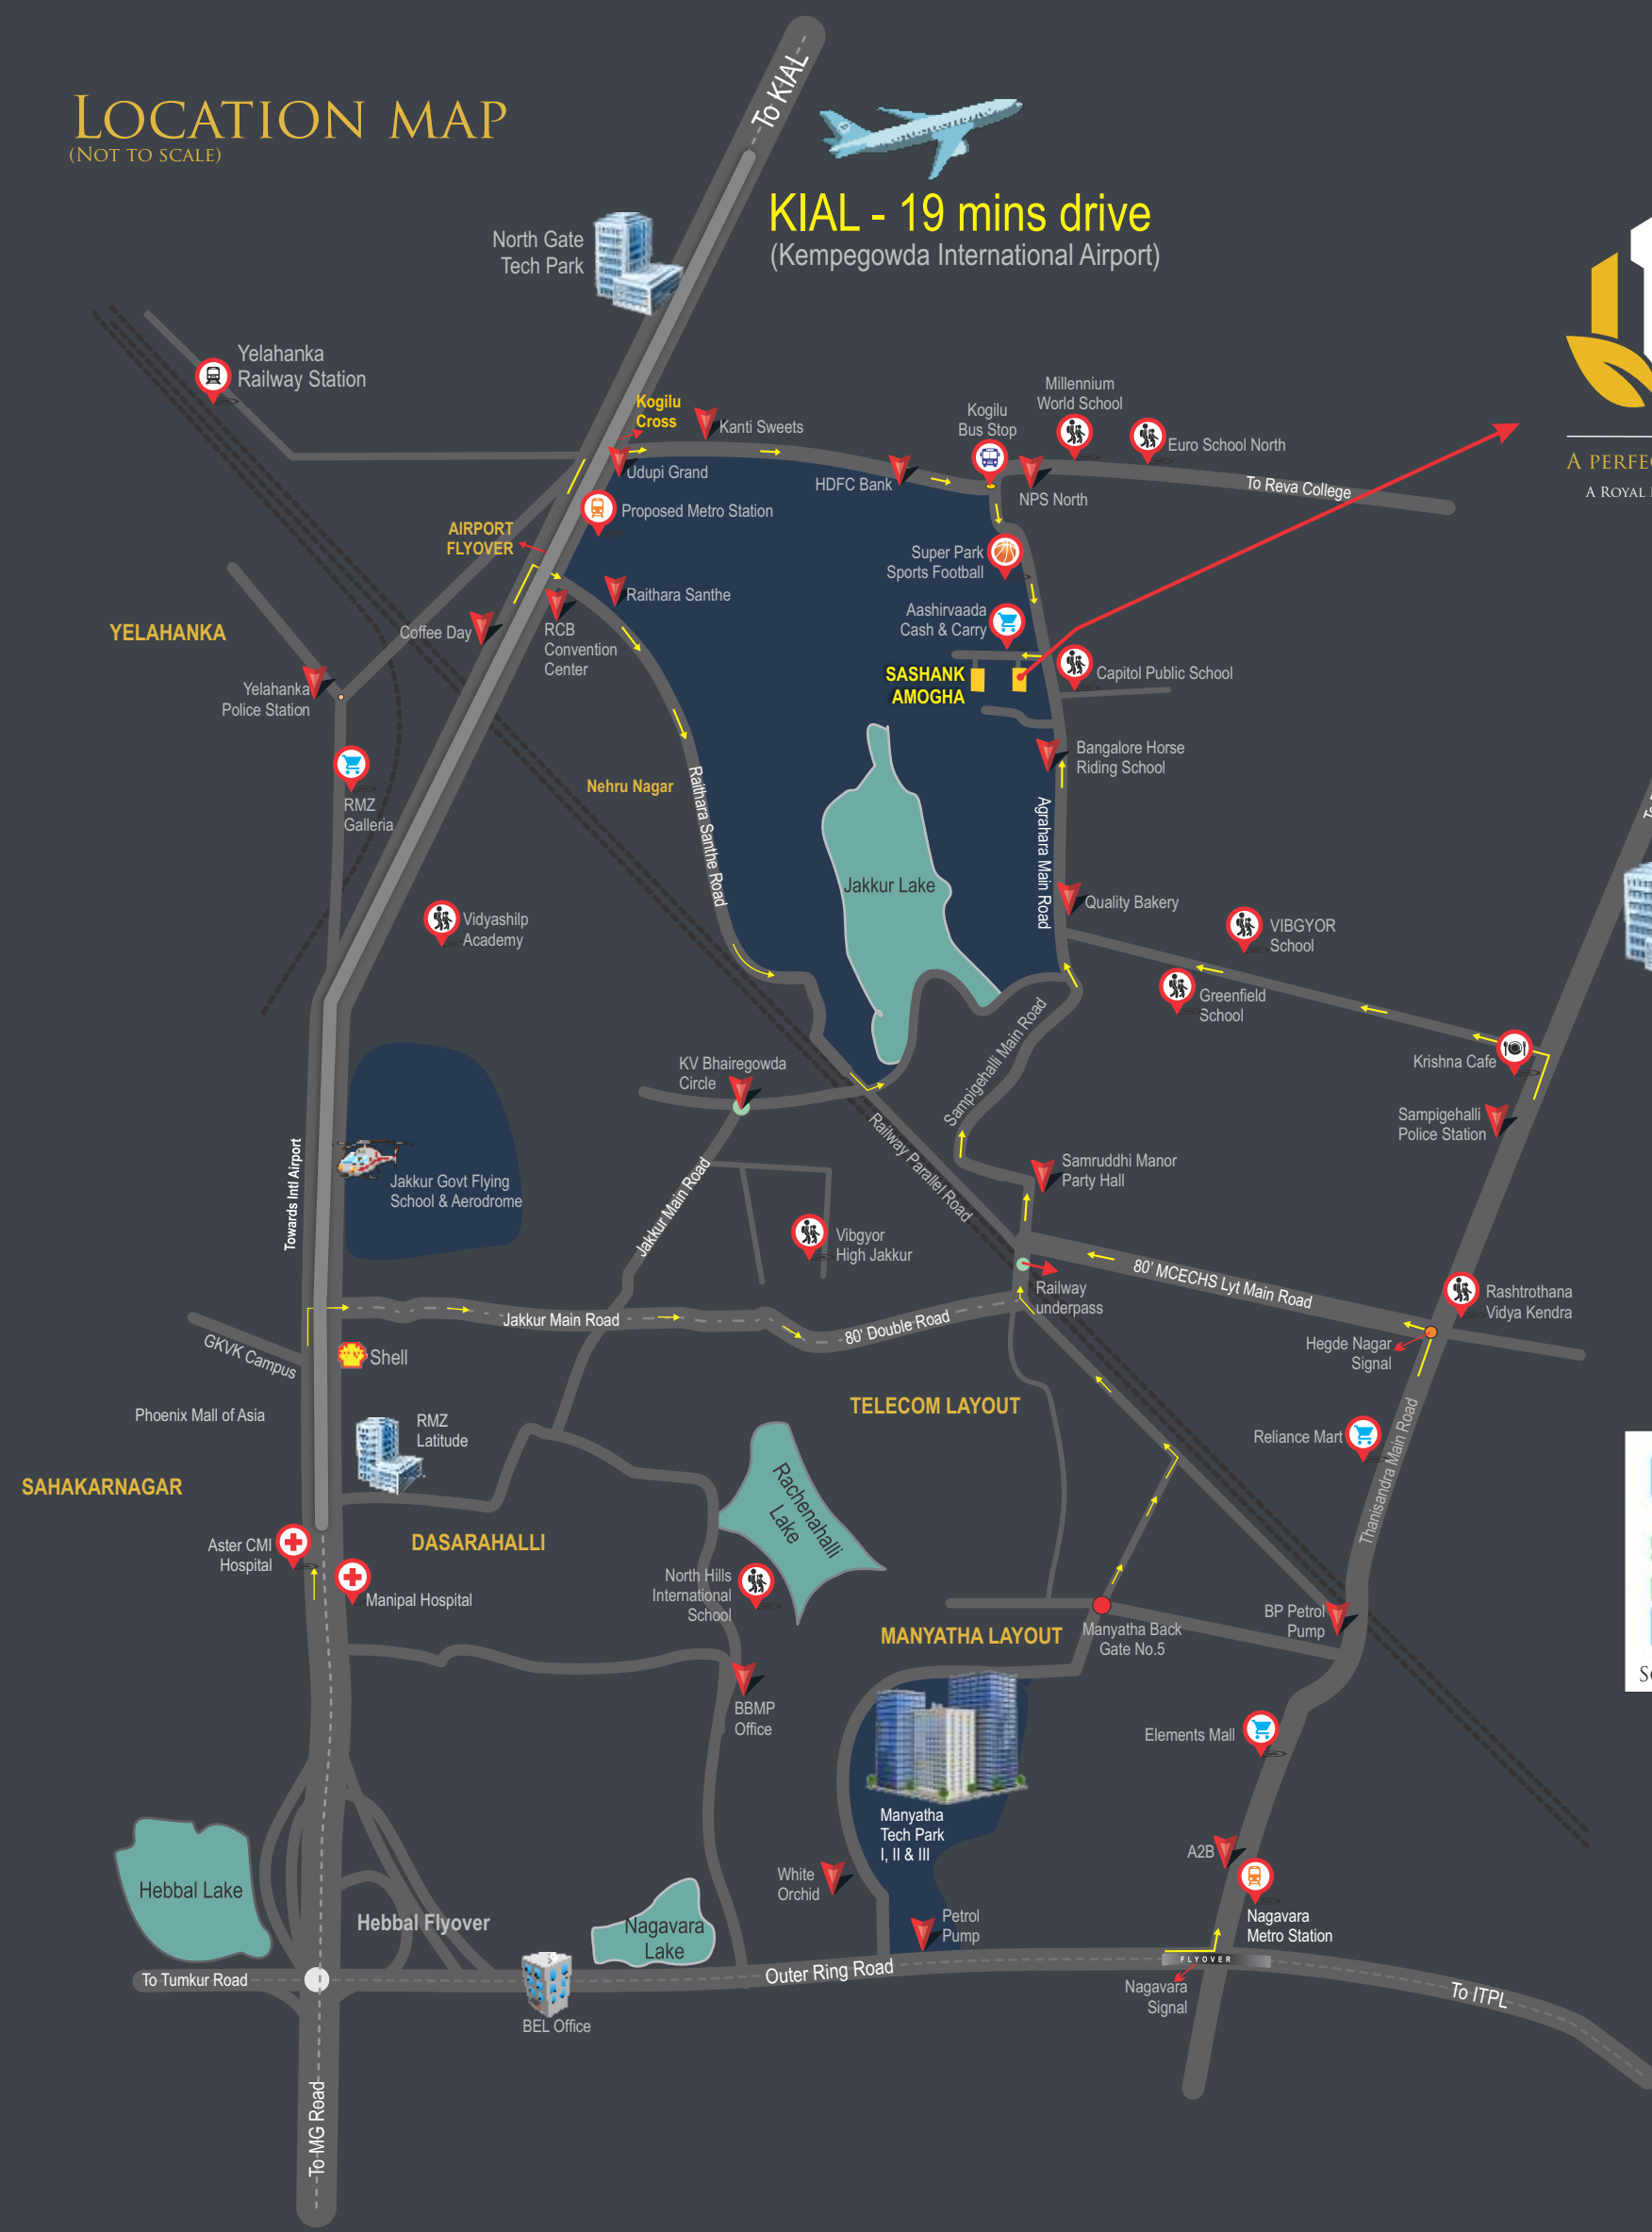 LOCATION MAP
(NOT TO SCALE)
To KIAL
KIAL - 19 mins drive
(Kempegowda International Airport)
North Gate
Tech Park
Yelahanka
Railway Station
Kogilu
Cross
Kanti Sweets
Udupi Grand
Proposed Metro Station
Kogilu
Bus Stop
Millennium
World School
Euro School North
HDFC Bank
NPS North
To Reva College
A PERFE
A ROYAL
AIRPORT
FLYOVER
Super Park
Sports Football
Raithara Santhe
Aashirvaada
Cash & Carry
YELAHANKA
Coffee Day
RCB
Convention
Center
SASHANK
AMOGHA
Capitol Public School
Yelahanka
Police Station
Bangalore Horse
Riding School
Nehru Nagar
RMZ
Galleria
Raithara Santhe Road
Agrahara Main Road
Jakkur Lake
Quality Bakery
Vidyashilp
Academy
VIBGYOR
School
Greenfield
School
Krishna Cafe
KV Bhairegowda
Circle
Sampigehalli Main Road
Sampigehalli
Police Station
Railway Parallel Road
Towards Intl Airport
Jakkur Govt Flying
School & Aerodrome
Jakkur Main Road
Samruddhi Manor
Party Hall
Vibgyor
High Jakkur
80' MCECHS Lyt Main Road
Railway
underpass
Rashtrothana
Vidya Kendra
Jakkur Main Road
80' Double Road
Hegde Nagar
Signal
GKVK Campus
Shell
Phoenix Mall of Asia
RMZ
Latitude
TELECOM LAYOUT
Reliance Mart
Thanisandra Main Road
SAHAKARNAGAR
Rachenahalli
Lake
DASARAHALLI
Aster CMI
Hospital
Manipal Hospital
North Hills
International
School
MANYATHA LAYOUT
Manyatha Back
Gate No.5
BP Petrol
Pump
BBMP
Office
Elements Mall
Manyatha
Tech Park
I, II & III
A2B
White
Orchid
Hebbal Lake
Hebbal Flyover
Nagavara
Lake
Petrol
Pump
Nagavara
Metro Station
FLYOVER
To Tumkur Road
Outer Ring Road
Nagavara
Signal
To ITPL
BEL Office
To MG Road